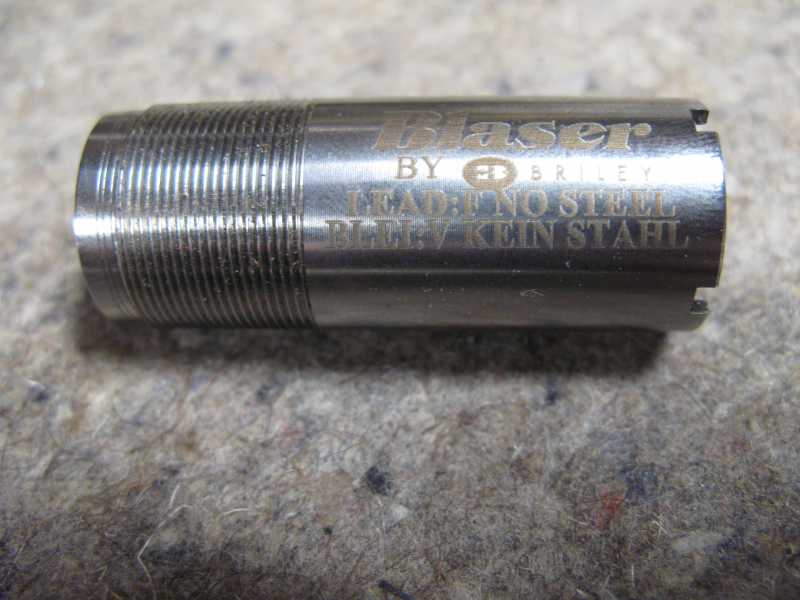 Blaser
BY B BRILEY
LEAD:F NO STEEL
BLEI:V KEIN STAHL